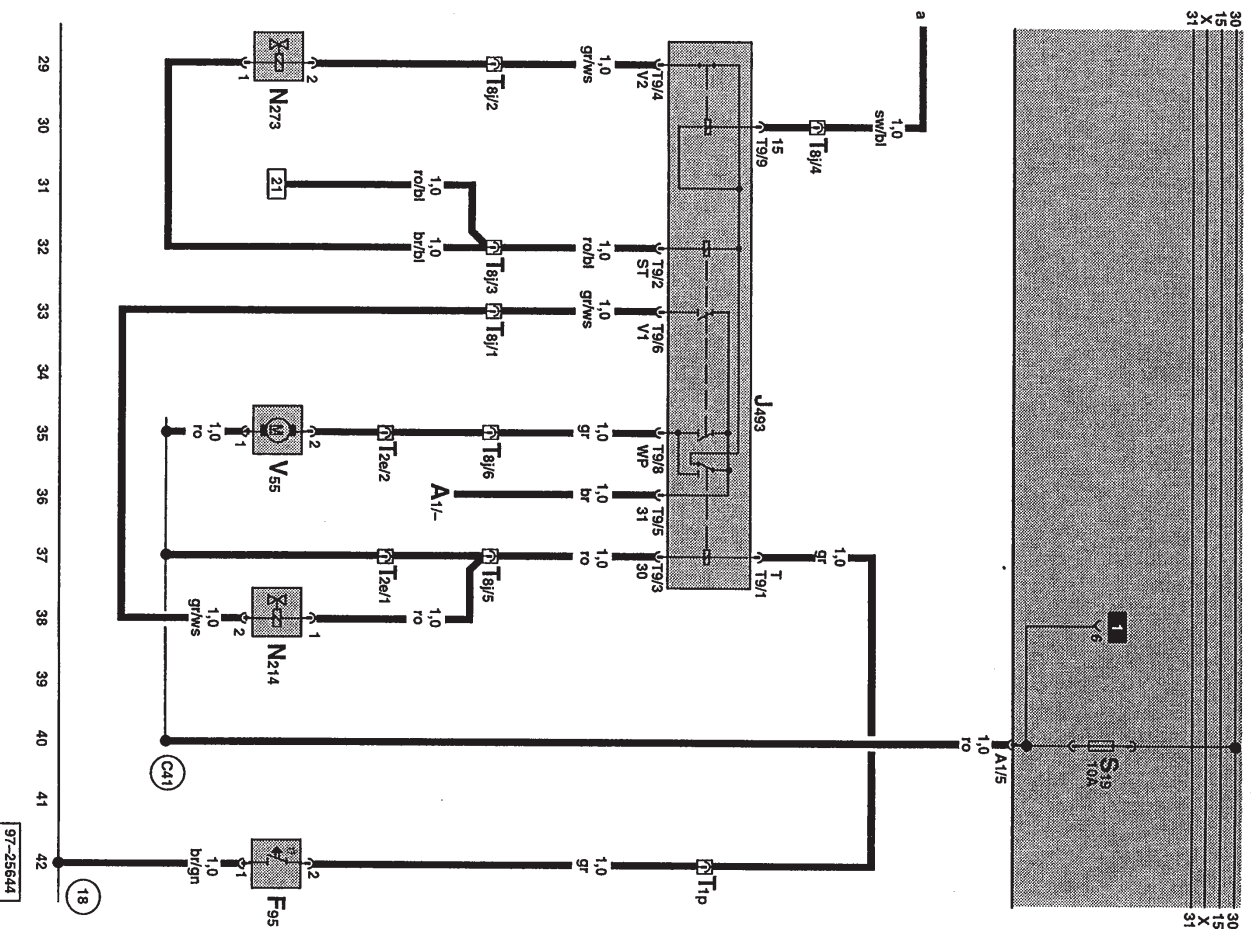 30
15
X
31
30
15
X
31
a
S19
10A
1
6
A1/5
1,0
ro
1,0
sw/bl
T8j/4
15
T9/9
J493
T
T9/1
1,0
gr
T9/4
V2
T9/2
ST
T9/6
V1
T9/8
WP
T9/5
31
T9/3
30
1,0
gr/ws
1,0
ro/bl
1,0
gr/ws
1,0
gr
1,0
br
1,0
ro
1,0
gr
T1p
T8j/2
T8j/3
T8j/1
T8j/6
T8j/5
A1/–
1,0
ro/bl
1,0
br/bl
T2e/2
T2e/1
1,0
ro
2
N273
1
21
2
V55
1
1
N214
2
2
F95
1
1,0
ro
1,0
gr/ws
1,0
br/gn
C41
18
29
30
31
32
33
34
35
36
37
38
39
40
41
42
M
97–25644